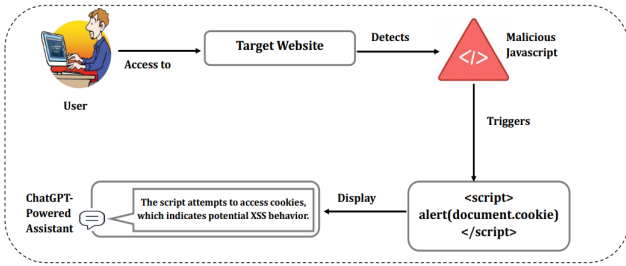 User
Access to
Target Website
Detects
</>
Malicious
Javascript
Triggers
<script>
alert(document.cookie)
</script>
Display
The script attempts to access cookies,
which indicates potential XSS behavior.
ChatGPT-
Powered
Assistant